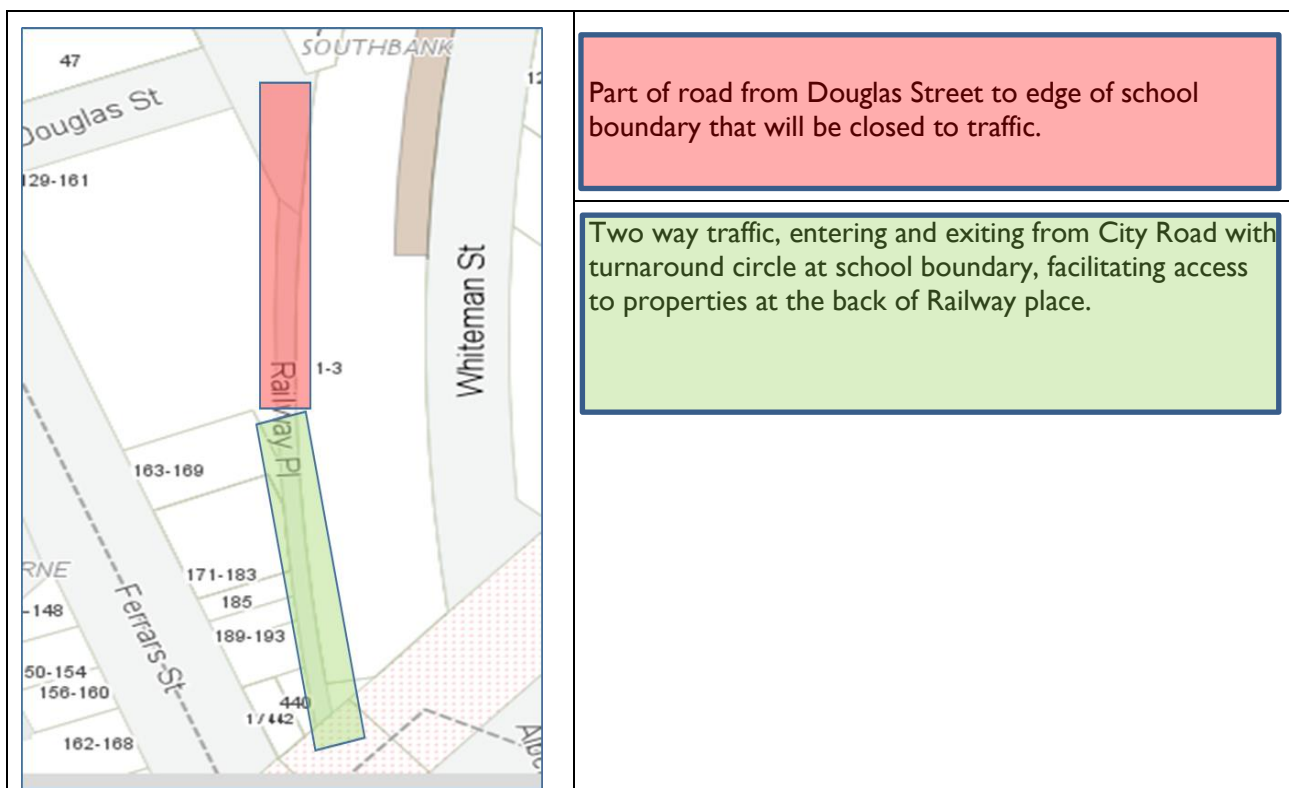 SOUTHBANK
47
12
Douglas St
129-161
Whiteman St
Railway Pl
1-3
163-169
RNE
171-183
-148
185
Ferrars St
189-193
50-154
156-160
440
17442
162-168
Albe
Part of road from Douglas Street to edge of school
boundary that will be closed to traffic.
Two way traffic, entering and exiting from City Road with
turnaround circle at school boundary, facilitating access
to properties at the back of Railway place.